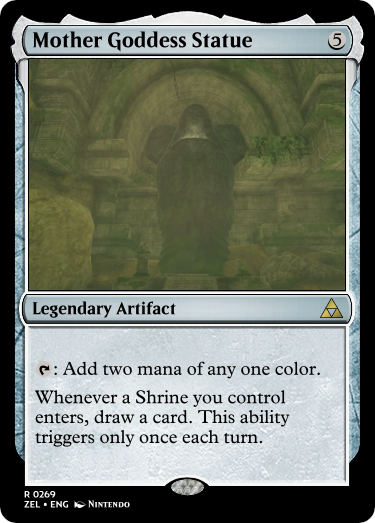 Mother Goddess Statue 5
Legendary Artifact
: Add two mana of any one color.
Whenever a Shrine you control
enters, draw a card. This ability
triggers only once each turn.
R 0269
ZEL • ENG Nintendo